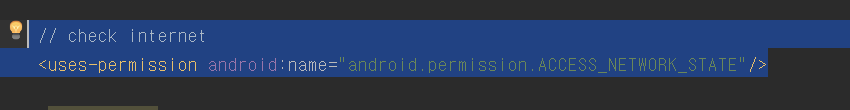 // check internet
<uses-permission android:name="android.permission.ACCESS_NETWORK_STATE"/>